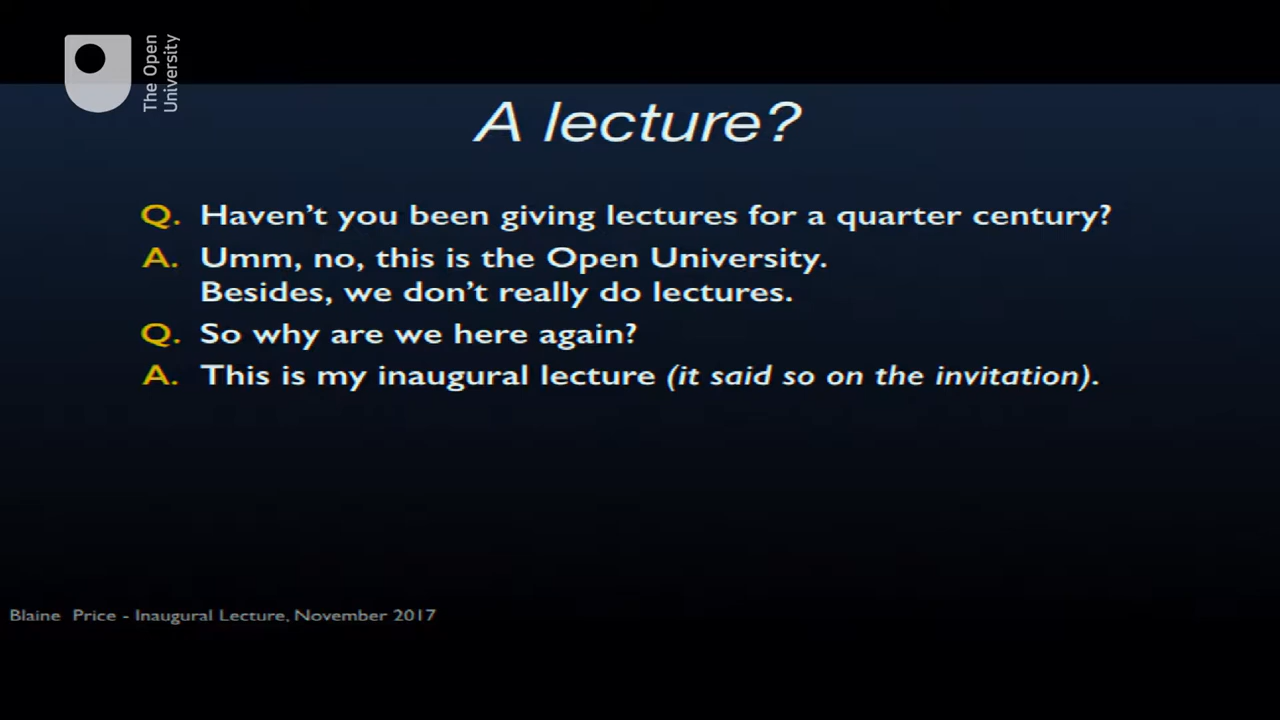 The Open
University
A lecture?
Q. Haven't you been giving lectures for a quarter century?
A. Umm, no, this is the Open University.
Besides, we don't really do lectures.
Q. So why are we here again?
A. This is my inaugural lecture (it said so on the invitation).
Blaine Price - Inaugural Lecture, November 2017